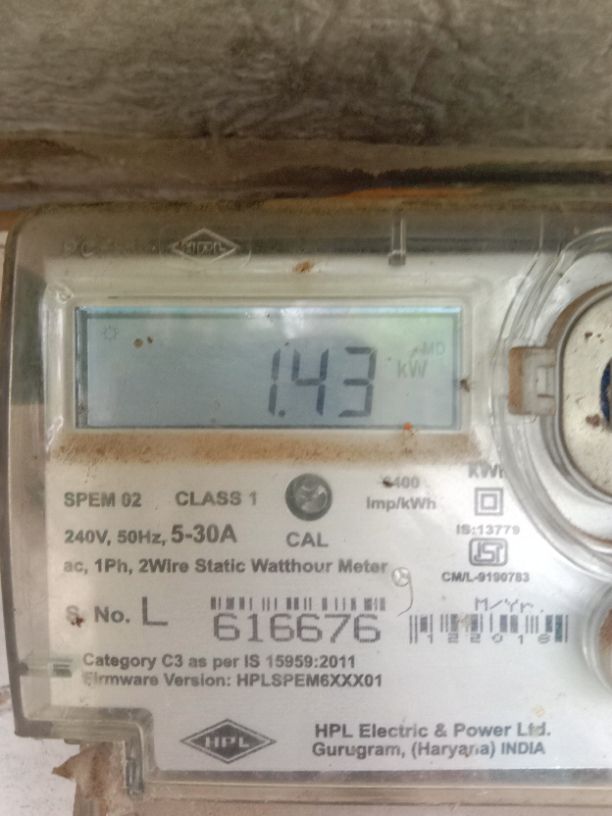 HPL
1.43
MD
kW
SPEM 02 CLASS 1
Imp/kWh
240V, 50Hz, 5-30A
CAL
IS:13779
ac, 1Ph, 2Wire Static Watthour Meter
CM/L-9190783
M/Yr.
S. No. L 616676
Category C3 as per IS 15959:2011
Firmware Version: HPLSPEM6XXX01
HPL
HPL Electric & Power Ltd.
Gurugram, (Haryana) INDIA